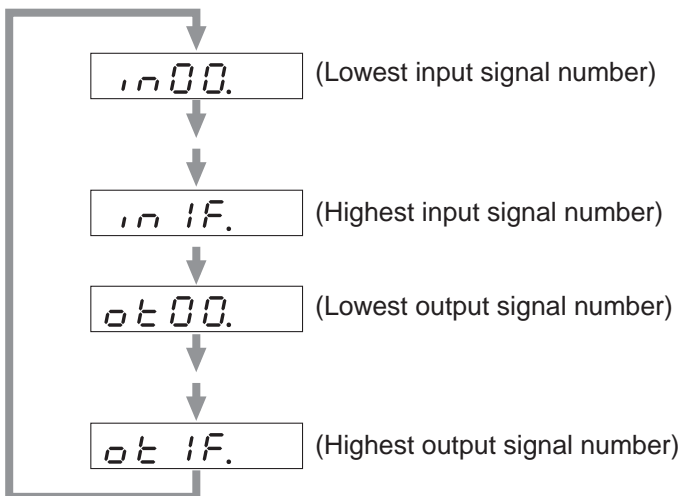 in00. (Lowest input signal number)
in1F. (Highest input signal number)
ot00. (Lowest output signal number)
ot1F. (Highest output signal number)